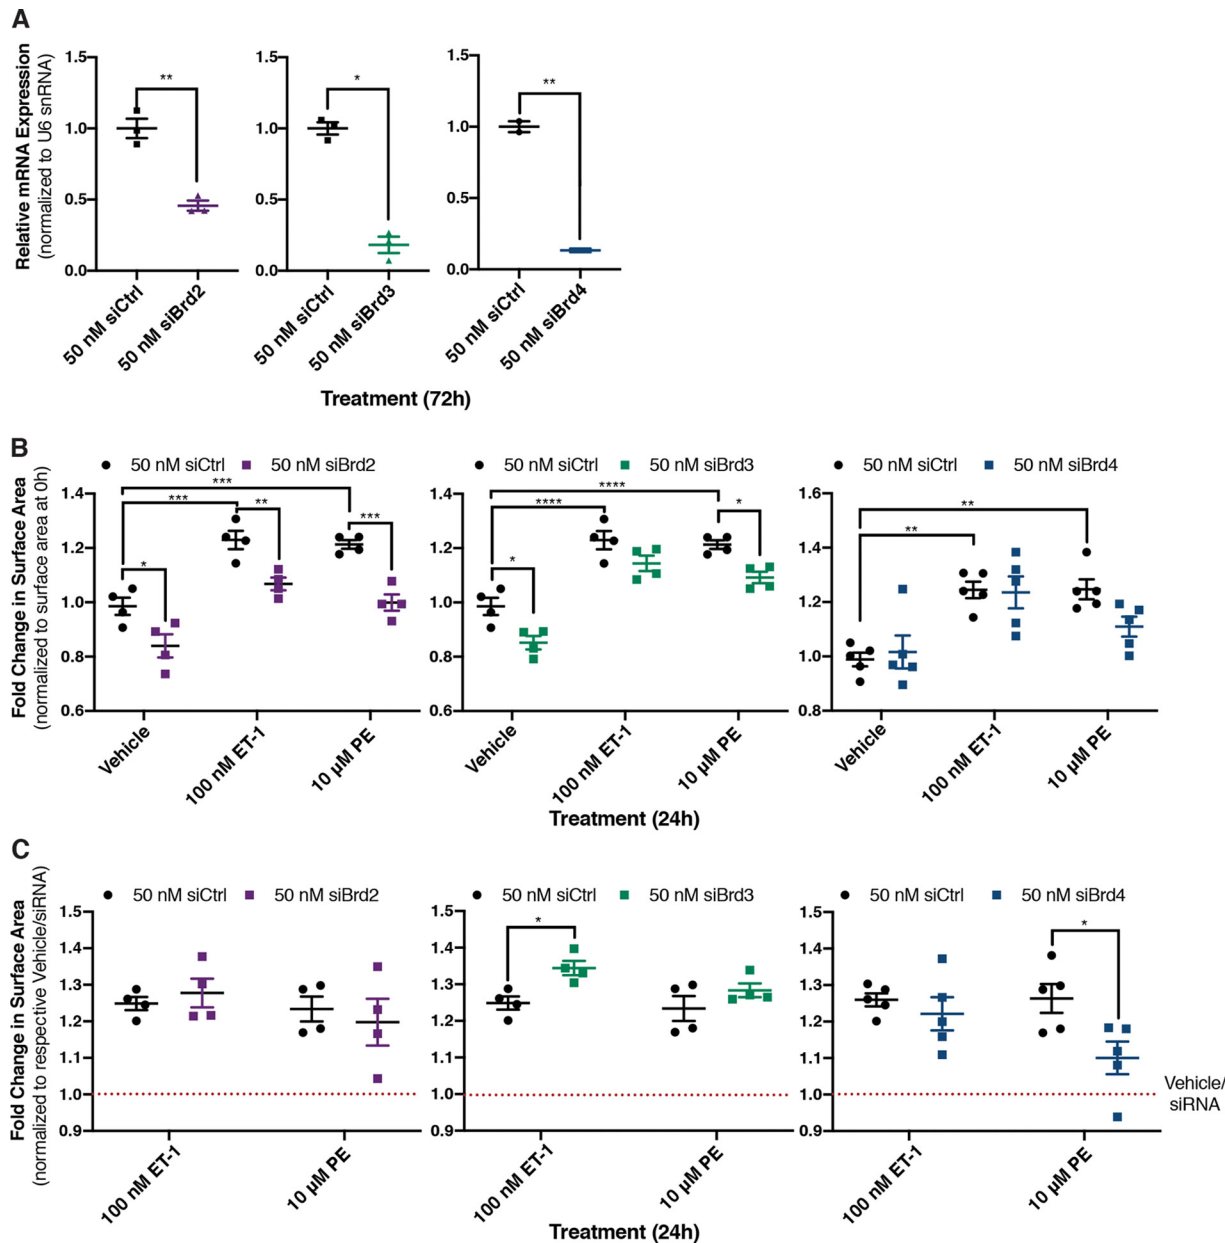 A
Relative mRNA Expression
(normalized to U6 snRNA)
1.5
1.0
0.5
0.0
**
50 nM siCtrl
50 nM siBrd2
1.5
1.0
0.5
0.0
*
50 nM siCtrl
50 nM siBrd3
1.5
1.0
0.5
0.0
**
50 nM siCtrl
50 nM siBrd4
Treatment (72h)
B
Fold Change in Surface Area
(normalized to surface area at 0h)
50 nM siCtrl
50 nM siBrd2
1.4
1.2
1.0
0.8
0.6
***
***
**
***
*
Vehicle
100 nM ET-1
10 µM PE
50 nM siCtrl
50 nM siBrd3
1.4
1.2
1.0
0.8
0.6
****
****
*
*
Vehicle
100 nM ET-1
10 µM PE
50 nM siCtrl
50 nM siBrd4
1.6
1.4
1.2
1.0
0.8
**
**
Vehicle
100 nM ET-1
10 µM PE
Treatment (24h)
C
Fold Change in Surface Area
(normalized to respective Vehicle/siRNA)
50 nM siCtrl
50 nM siBrd2
1.5
1.4
1.3
1.2
1.1
1.0
0.9
100 nM ET-1
10 µM PE
50 nM siCtrl
50 nM siBrd3
1.5
1.4
1.3
1.2
1.1
1.0
0.9
*
100 nM ET-1
10 µM PE
50 nM siCtrl
50 nM siBrd4
1.5
1.4
1.3
1.2
1.1
1.0
0.9
*
Vehicle/
siRNA
100 nM ET-1
10 µM PE
Treatment (24h)